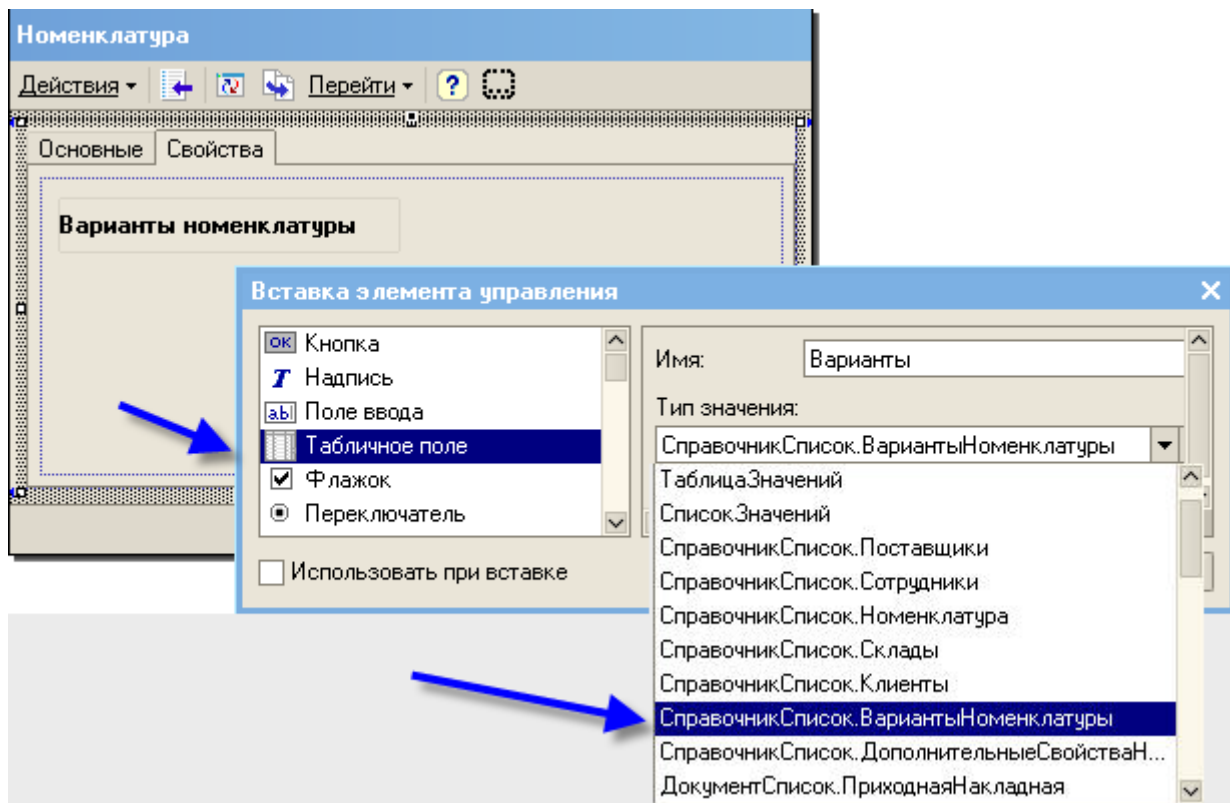 Номенклатура
Действия Перейти ?
Основные Свойства
Варианты номенклатуры
Вставка элемента управления
OK Кнопка
T Надпись
abI Поле ввода
Табличное поле
Флажок
Переключатель
Использовать при вставке
Имя: Варианты
Тип значения:
СправочникСписок.ВариантыНоменклатуры
ТаблицаЗначений
СписокЗначений
СправочникСписок.Поставщики
СправочникСписок.Сотрудники
СправочникСписок.Номенклатура
СправочникСписок.Склады
СправочникСписок.Клиенты
СправочникСписок.ВариантыНоменклатуры
СправочникСписок.ДополнительныеСвойстваН...
ДокументСписок.ПриходнаяНакладная